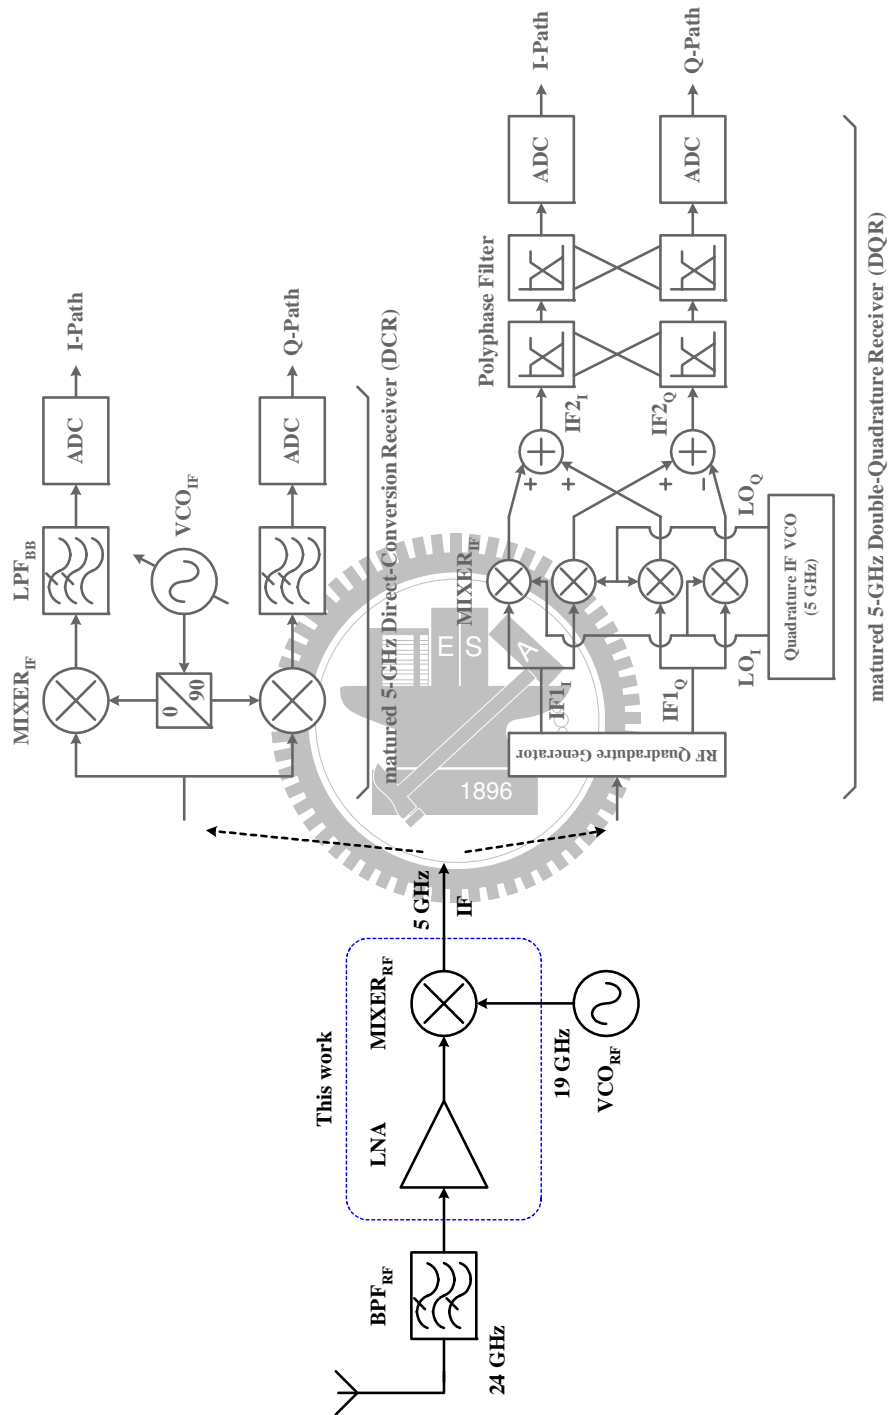 24 GHz
BPF_RF
This work
LNA
MIXER_RF
19 GHz
VCO_RF
5 GHz
IF
MIXER_IF
LPF_BB
ADC
I-Path
0
90
VCO_IF
ADC
Q-Path
matured 5-GHz Direct-Conversion Receiver (DCR)
RF Quadradutre Generator
IF1_I
IF1_Q
MIXER_IF
LO_I
LO_Q
Quadrature IF VCO
(5 GHz)
+
+
+
–
IF2_I
IF2_Q
Polyphase Filter
ADC
I-Path
ADC
Q-Path
matured 5-GHz Double-Quadrature Receiver (DQR)
E S
A
1896